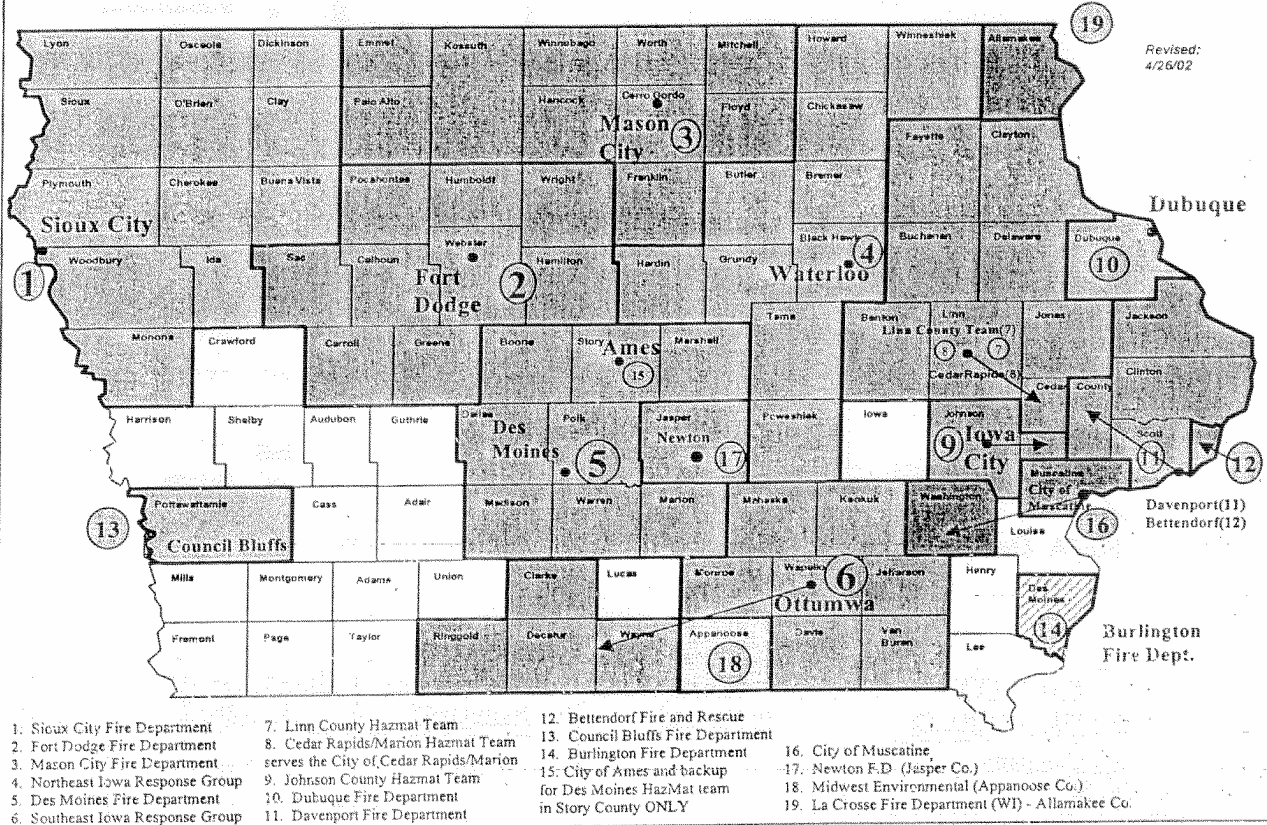 19
Revised:
4/26/02
Lyon
Osceola
Dickinson
Emmet
Kossuth
Winnebago
Worth
Mitchell
Howard
Winneshiek
Allamakee
Sioux
O'Brien
Clay
Palo Alto
Hancock
Cerro Gordo
Floyd
Chickasaw
Mason
City
3
Fayette
Clayton
Plymouth
Cherokee
Buena Vista
Pocahontas
Humboldt
Wright
Franklin
Butler
Bremer
Sioux City
Dubuque
1
Woodbury
Ida
Sac
Calhoun
Webster
Fort
Dodge
2
Hamilton
Hardin
Grundy
Black Hawk
Waterloo
4
Buchanan
Delaware
Dubuque
10
Monona
Crawford
Carroll
Greene
Boone
Story
Ames
15
Marshall
Tama
Benton
Linn
Linn County Team(7)
8
7
CedarRapids(8)
Jones
Jackson
Clinton
Cedar
County
Harrison
Shelby
Audubon
Guthrie
Dallas
Des
Moines
Polk
5
Jasper
Newton
17
Poweshiek
Iowa
Johnson
9
Iowa
City
Scott
11
12
Muscatine
City of
Muscatine
16
Davenport(11)
Bettendorf(12)
13
Pottawattamie
Council Bluffs
Cass
Adair
Madison
Warren
Marion
Mahaska
Keokuk
Washington
Louisa
Mills
Montgomery
Adams
Union
Clarke
Lucas
Monroe
Wapello
6
Ottumwa
Jefferson
Henry
Des
Moines
14
Burlington
Fire Dept.
Fremont
Page
Taylor
Ringgold
Decatur
Wayne
Appanoose
18
Davis
Van
Buren
Lee
1. Sioux City Fire Department
2. Fort Dodge Fire Department
3. Mason City Fire Department
4. Northeast Iowa Response Group
5. Des Moines Fire Department
6. Southeast Iowa Response Group
7. Linn County Hazmat Team
8. Cedar Rapids/Marion Hazmat Team
serves the City of Cedar Rapids/Marion
9. Johnson County Hazmat Team
10. Dubuque Fire Department
11. Davenport Fire Department
12. Bettendorf Fire and Rescue
13. Council Bluffs Fire Department
14. Burlington Fire Department
15. City of Ames and backup
for Des Moines HazMat team
in Story County ONLY
16. City of Muscatine
17. Newton F.D (Jasper Co.)
18. Midwest Environmental (Appanoose Co.)
19. La Crosse Fire Department (WI) - Allamakee Co.